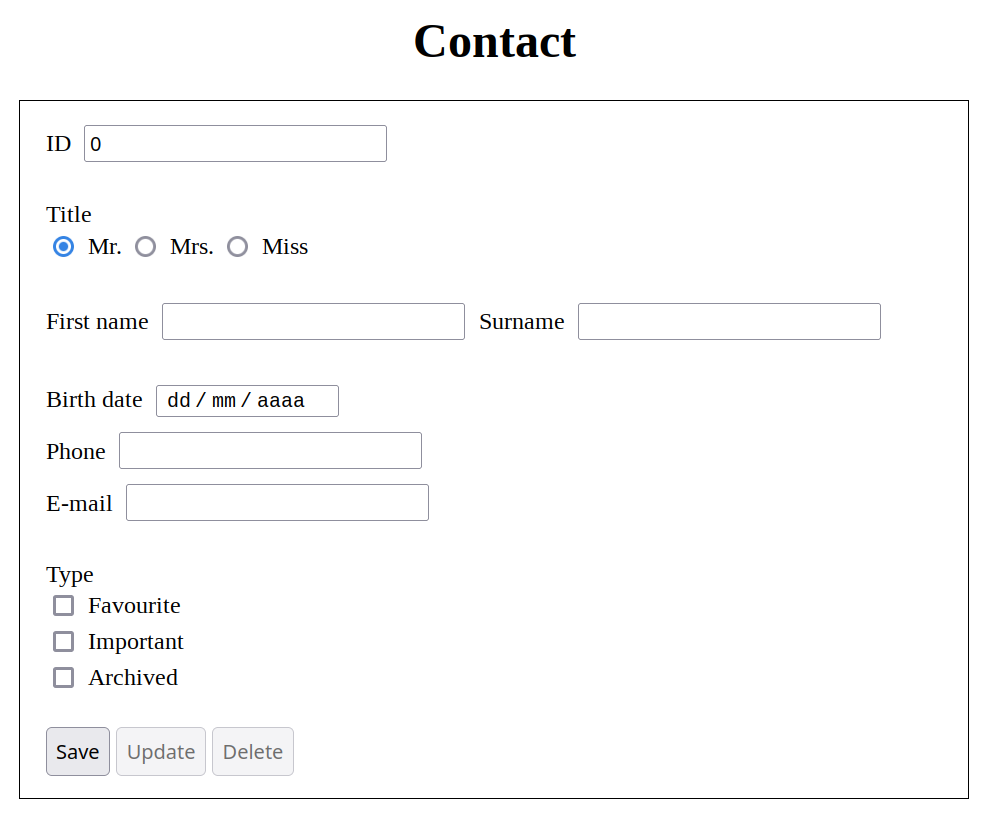 Contact
ID 0
Title
Mr. Mrs. Miss
First name Surname
Birth date dd / mm / aaaa
Phone
E-mail
Type
Favourite
Important
Archived
Save Update Delete